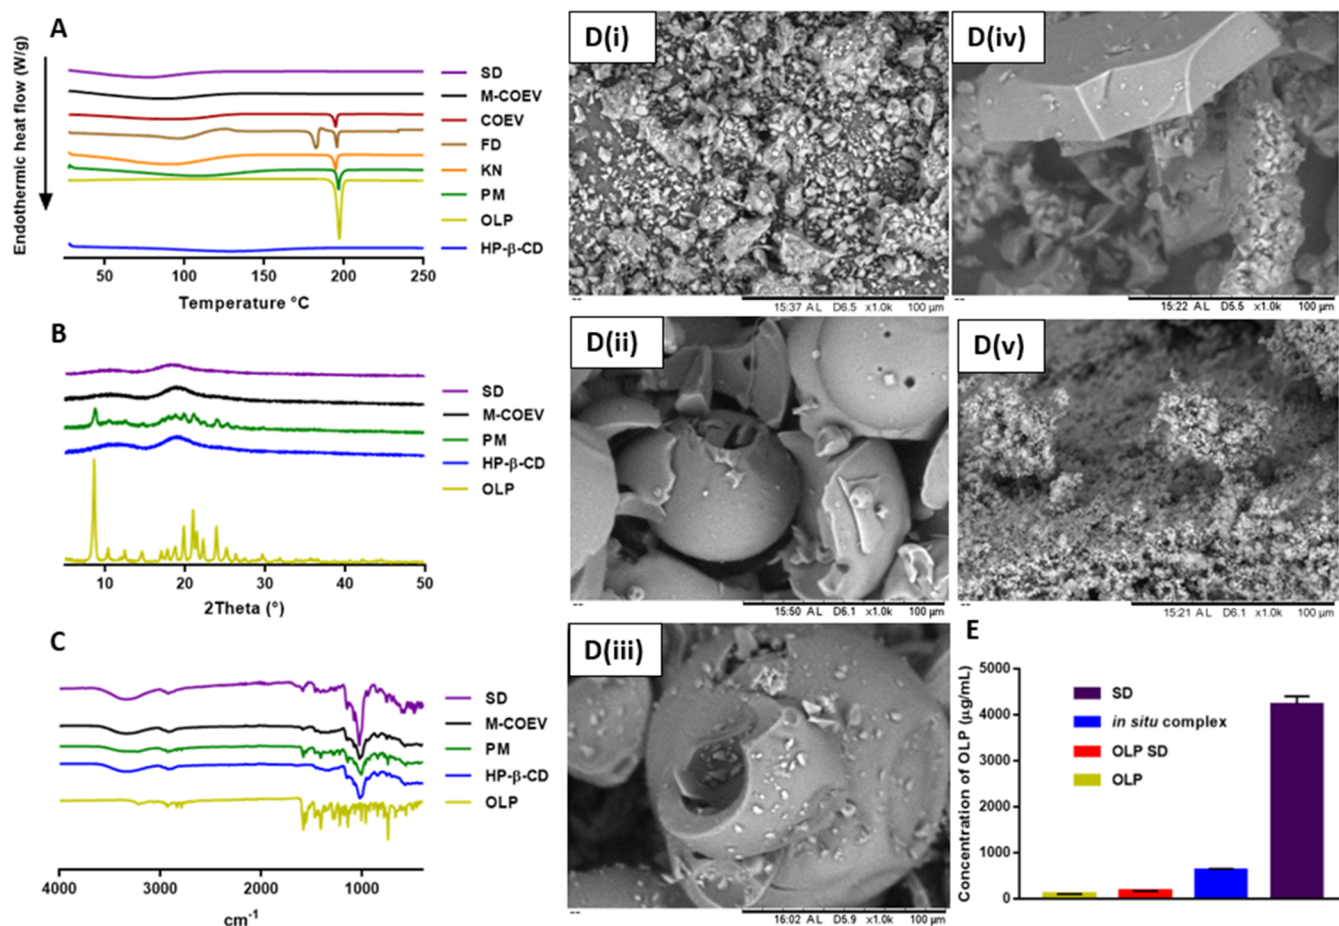 A
Endothermic heat flow (W/g)
SD
M-COEV
COEV
FD
KN
PM
OLP
HP-β-CD
50 100 150 200 250
Temperature °C
B
SD
M-COEV
PM
HP-β-CD
OLP
10 20 30 40 50
2Theta (°)
C
SD
M-COEV
PM
HP-β-CD
OLP
4000 3000 2000 1000
cm-1
D(i)
15:37 A L D6.5 x1.0k 100 µm
D(iv)
15:22 A L D5.5 x1.0k 100 µm
D(ii)
15:50 A L D6.1 x1.0k 100 µm
D(v)
15:21 A L D6.1 x1.0k 100 µm
D(iii)
16:02 A L D5.9 x1.0k 100 µm
E
Concentration of OLP (µg/mL)
5000
4000
3000
2000
1000
0
SD
in situ complex
OLP SD
OLP